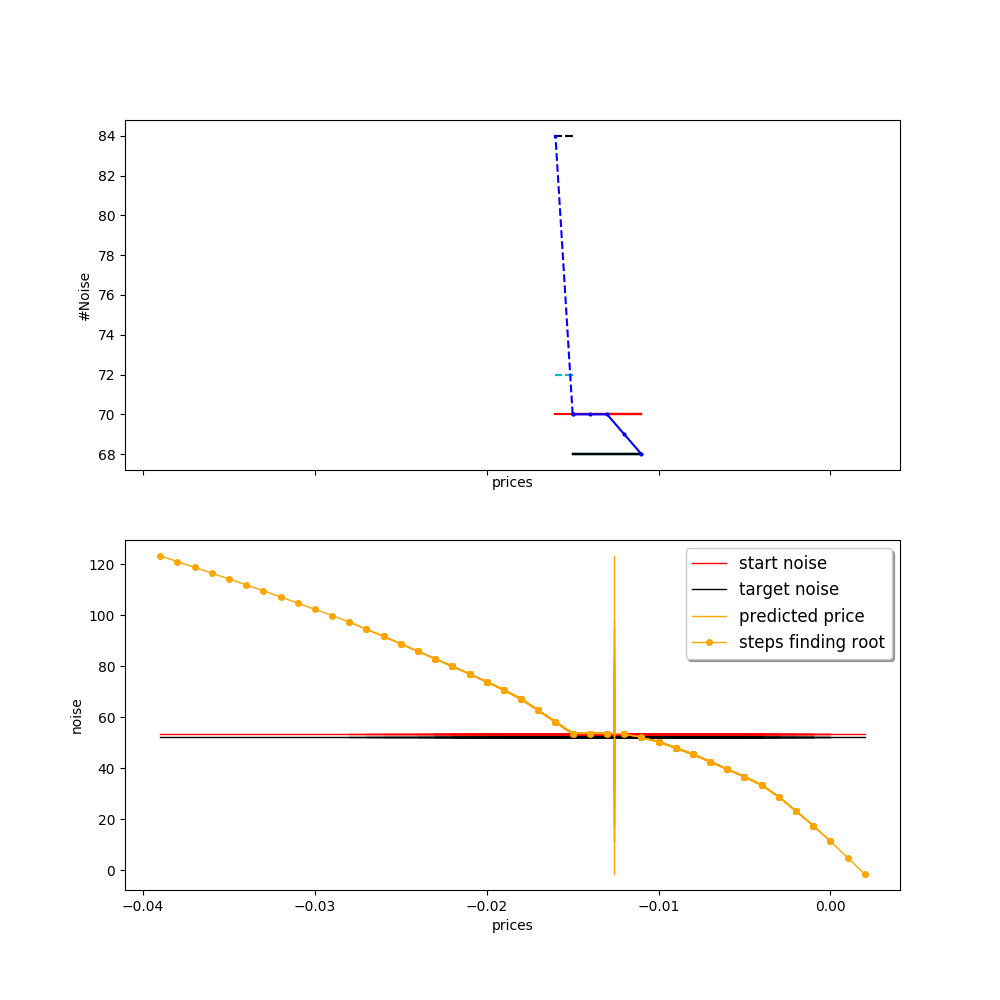 84
82
80
78
76
74
72
70
68
#Noise
prices
120
100
80
60
40
20
0
noise
start noise
target noise
predicted price
steps finding root
−0.04
−0.03
−0.02
−0.01
0.00
prices